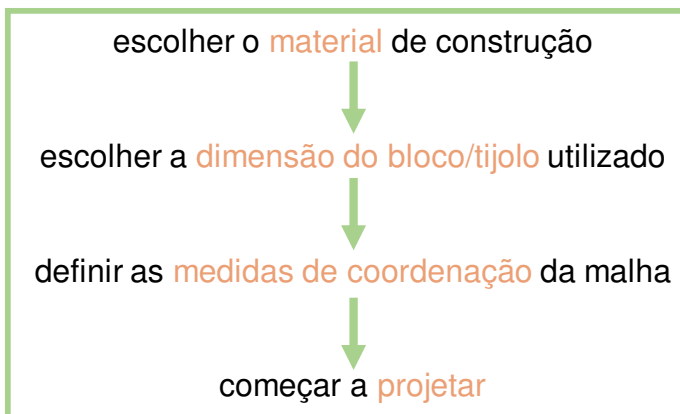 escolher o material de construção
escolher a dimensão do bloco/tijolo utilizado
definir as medidas de coordenação da malha
começar a projetar